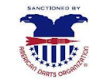 SANCTIONED BY
AMERICAN DARTS ORGANIZATION